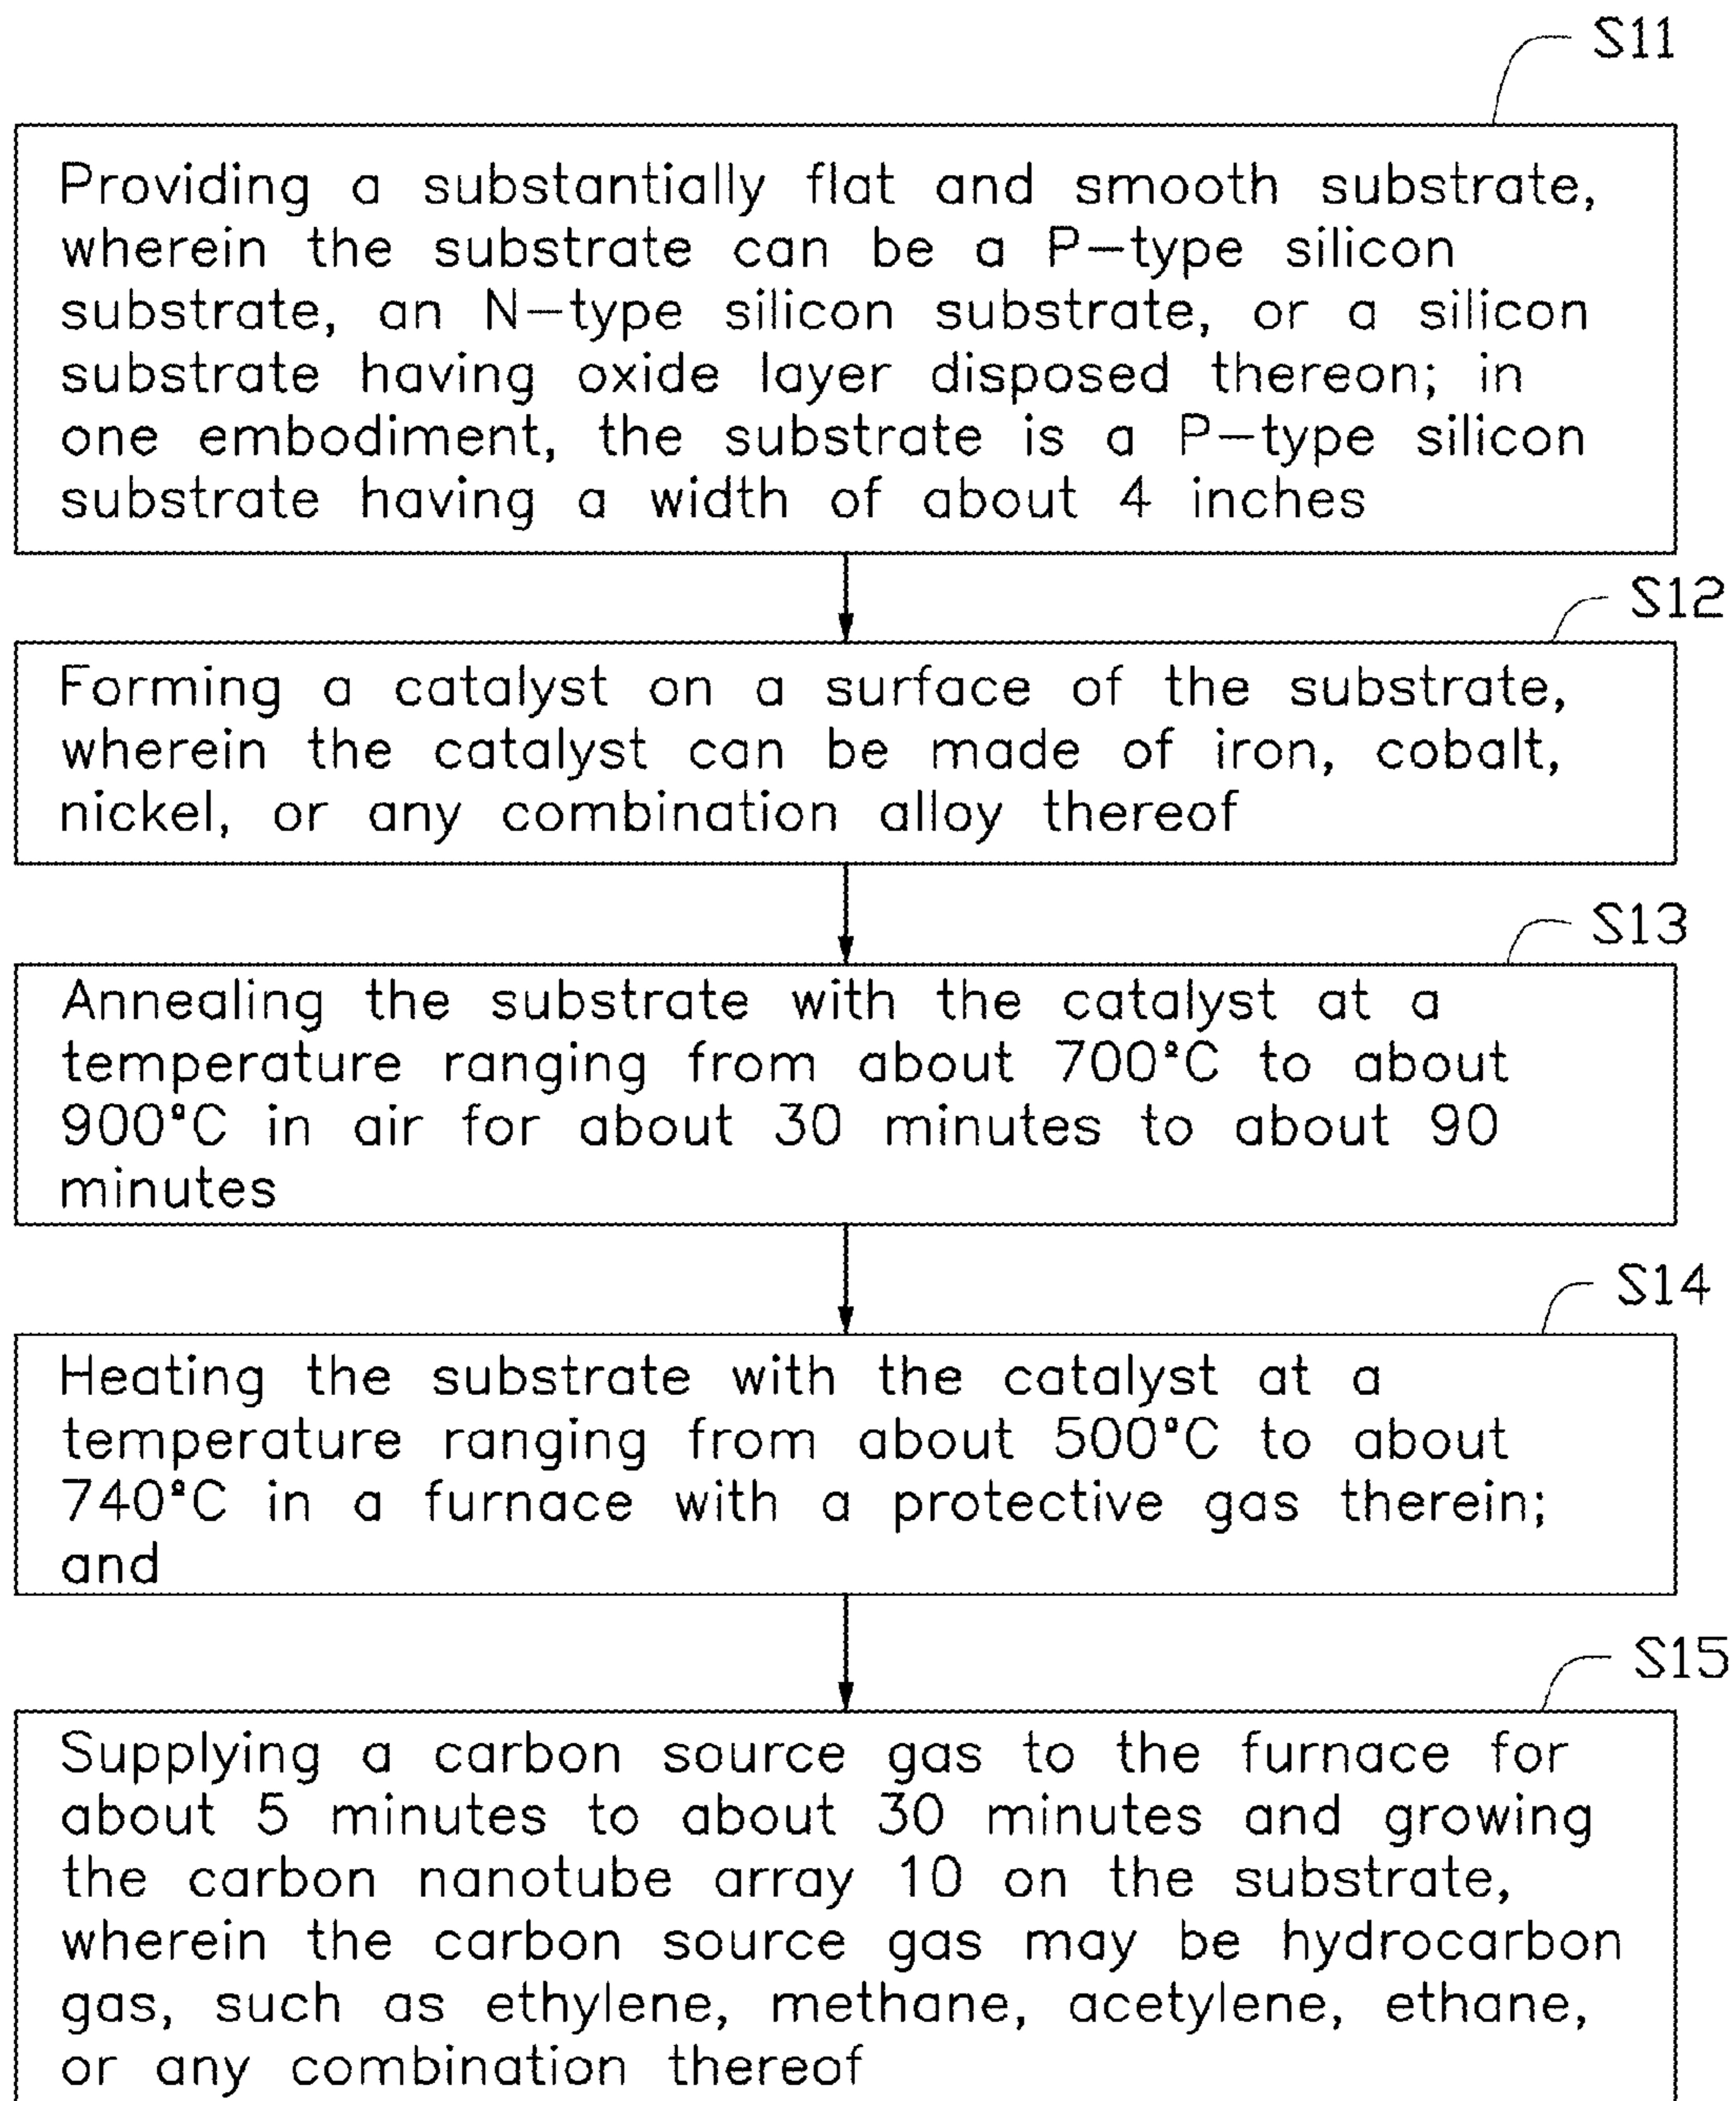 S11
Providing a substantially flat and smooth substrate,
wherein the substrate can be a P-type silicon
substrate, an N-type silicon substrate, or a silicon
substrate having oxide layer disposed thereon; in
one embodiment, the substrate is a P-type silicon
substrate having a width of about 4 inches
S12
Forming a catalyst on a surface of the substrate,
wherein the catalyst can be made of iron, cobalt,
nickel, or any combination alloy thereof
S13
Annealing the substrate with the catalyst at a
temperature ranging from about 700°C to about
900°C in air for about 30 minutes to about 90
minutes
S14
Heating the substrate with the catalyst at a
temperature ranging from about 500°C to about
740°C in a furnace with a protective gas therein;
and
S15
Supplying a carbon source gas to the furnace for
about 5 minutes to about 30 minutes and growing
the carbon nanotube array 10 on the substrate,
wherein the carbon source gas may be hydrocarbon
gas, such as ethylene, methane, acetylene, ethane,
or any combination thereof